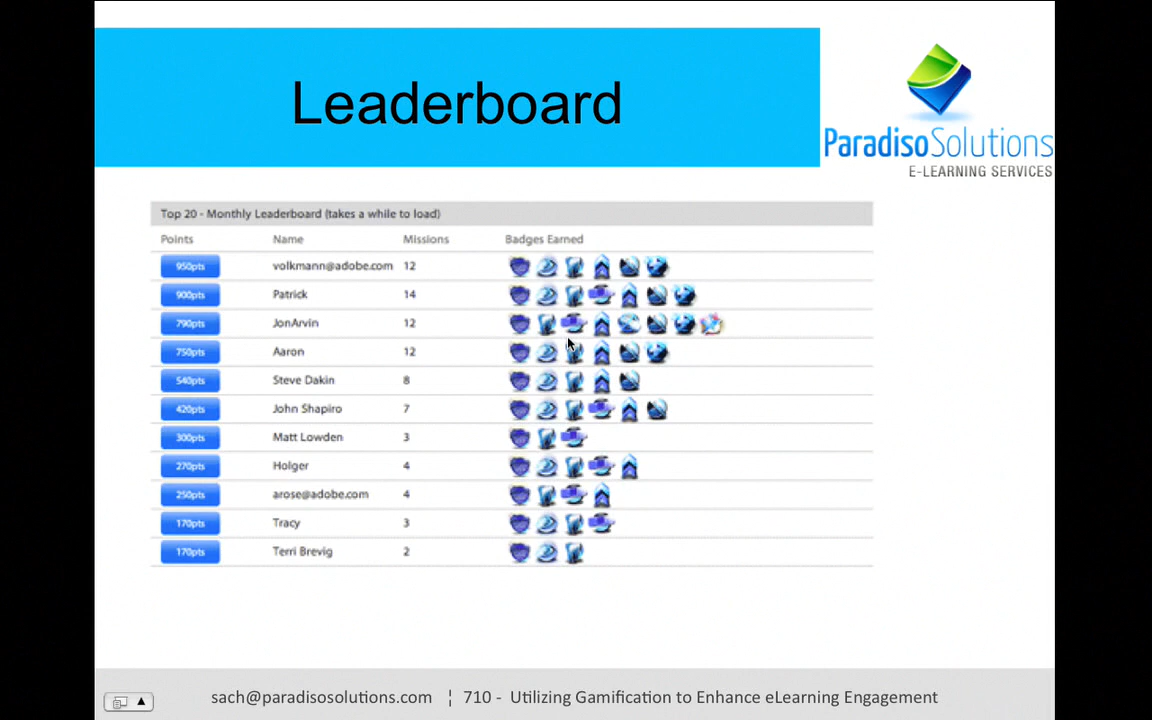 Leaderboard
ParadisoSolutions
E-LEARNING SERVICES
Top 20 - Monthly Leaderboard (takes a while to load)
Points Name Missions Badges Earned
950pts volkmann@adobe.com 12
900pts Patrick 14
790pts JonArvin 12
750pts Aaron 12
540pts Steve Dakin 8
420pts John Shapiro 7
300pts Matt Lowden 3
270pts Holger 4
250pts arose@adobe.com 4
170pts Tracy 3
170pts Terri Brevig 2
sach@paradisosolutions.com ¦ 710 - Utilizing Gamification to Enhance eLearning Engagement